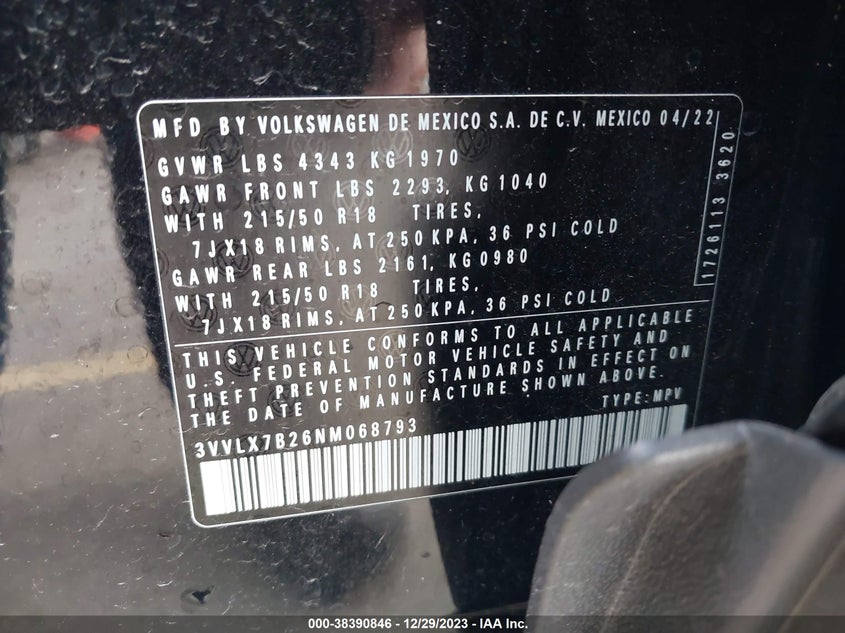 MFD BY VOLKSWAGEN DE MEXICO S.A. DE C.V. MEXICO 04/22
GVWR LBS 4343 KG 1970
GAWR FRONT LBS 2293, KG 1040
WITH 215/50 R18 TIRES,
7JX18 RIMS, AT 250 KPA, 36 PSI COLD
GAWR REAR LBS 2161, KG 0980
WITH 215/50 R18 TIRES,
7JX18 RIMS, AT 250 KPA, 36 PSI COLD
1726113 3620
THIS VEHICLE CONFORMS TO ALL APPLICABLE
U.S. FEDERAL MOTOR VEHICLE SAFETY AND
THEFT PREVENTION STANDARDS IN EFFECT ON
THE DATE OF MANUFACTURE SHOWN ABOVE.
TYPE: MPV
3VVLX7B26NM068793
000-38390846 - 12/29/2023 - IAA Inc.